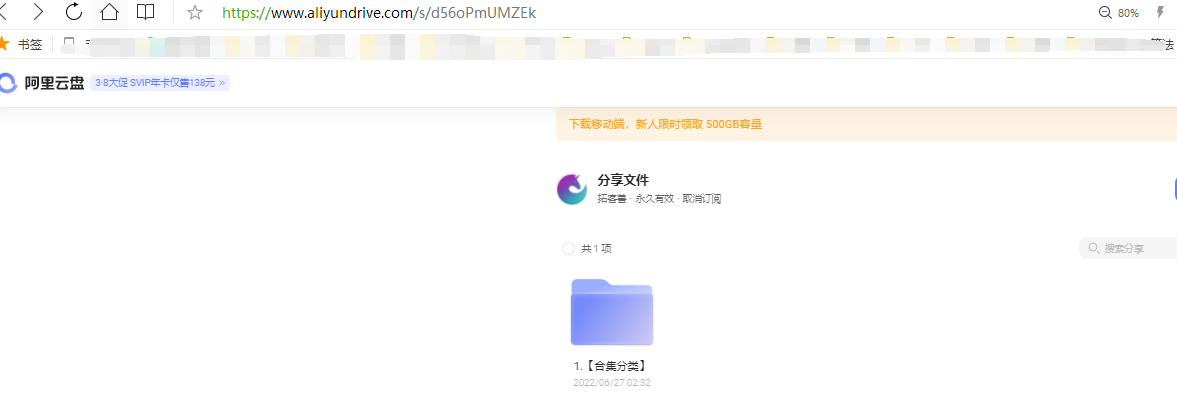 https://www.aliyundrive.com/s/d56oPmUMZEk
80%
书签
算法
阿里云盘 3·8大促 SVIP年卡仅售138元 »
下载移动端，新人限时领取 500GB容量
分享文件
拓客兽 · 永久有效 · 取消订阅
共 1 项
搜索分享
1.【合集分类】
2022/06/27 02:32